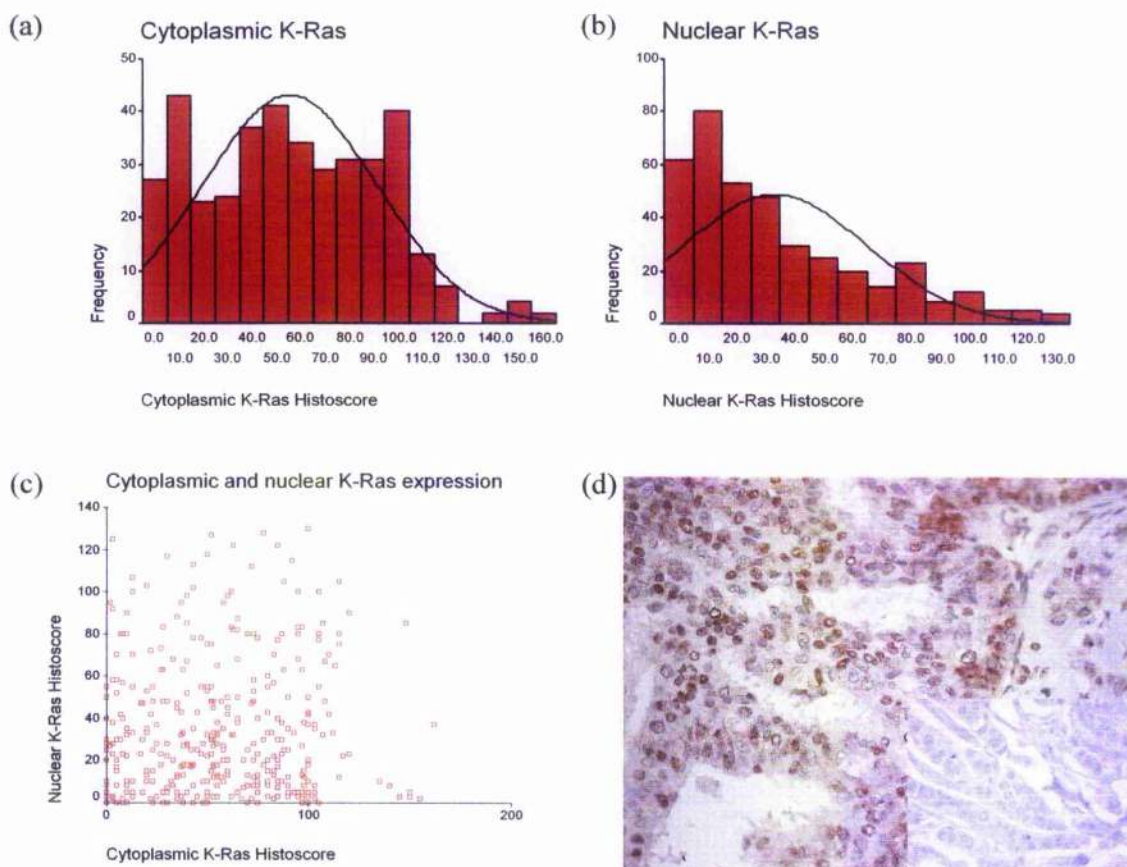 (a)
Cytoplasmic K-Ras
50
40
30
20
10
0
Frequency
0.0 20.0 40.0 60.0 80.0 100.0 120.0 140.0 160.0
10.0 30.0 50.0 70.0 90.0 110.0 130.0 150.0
Cytoplasmic K-Ras Histoscore
(b)
Nuclear K-Ras
100
80
60
40
20
0
Frequency
0.0 20.0 40.0 60.0 80.0 100.0 120.0
10.0 30.0 50.0 70.0 90.0 110.0 130.0
Nuclear K-Ras Histoscore
(c)
Cytoplasmic and nuclear K-Ras expression
140
120
100
80
60
40
20
0
Nuclear K-Ras Histoscore
0 100 200
Cytoplasmic K-Ras Histoscore
(d)